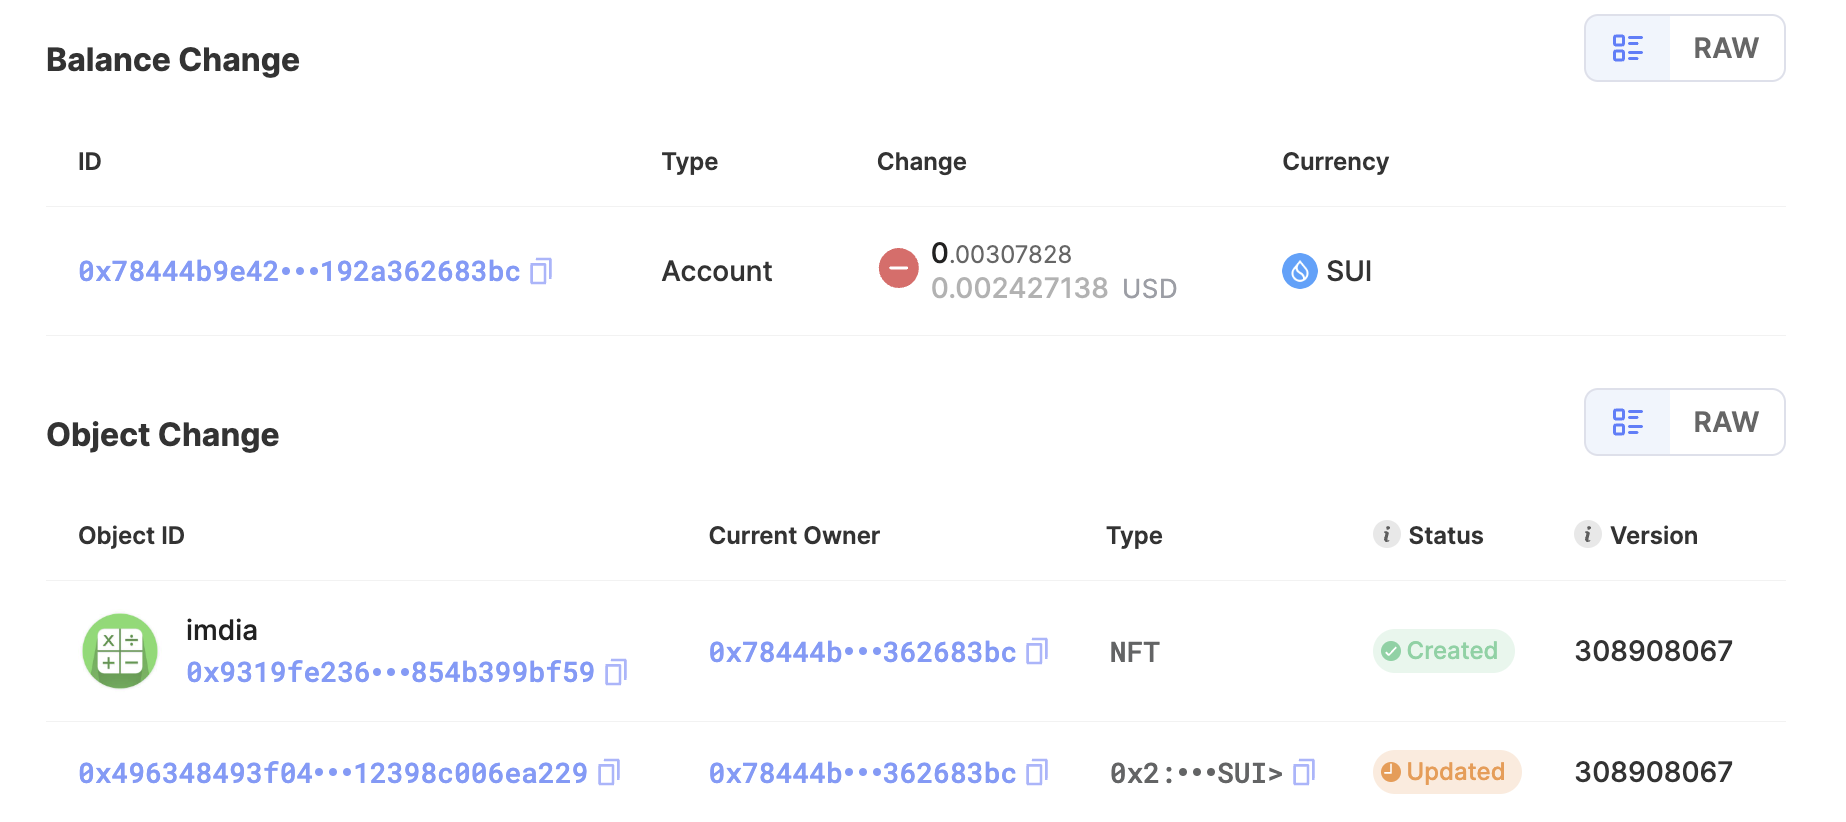 Balance Change
RAW
ID Type Change Currency
0x78444b9e42•••192a362683bc Account 0.00307828 SUI
0.002427138 USD
Object Change
RAW
Object ID Current Owner Type i Status i Version
imdia
0x9319fe236•••854b399bf59 0x78444b•••362683bc NFT Created 308908067
0x496348493f04•••12398c006ea229 0x78444b•••362683bc 0x2:•••SUI> Updated 308908067